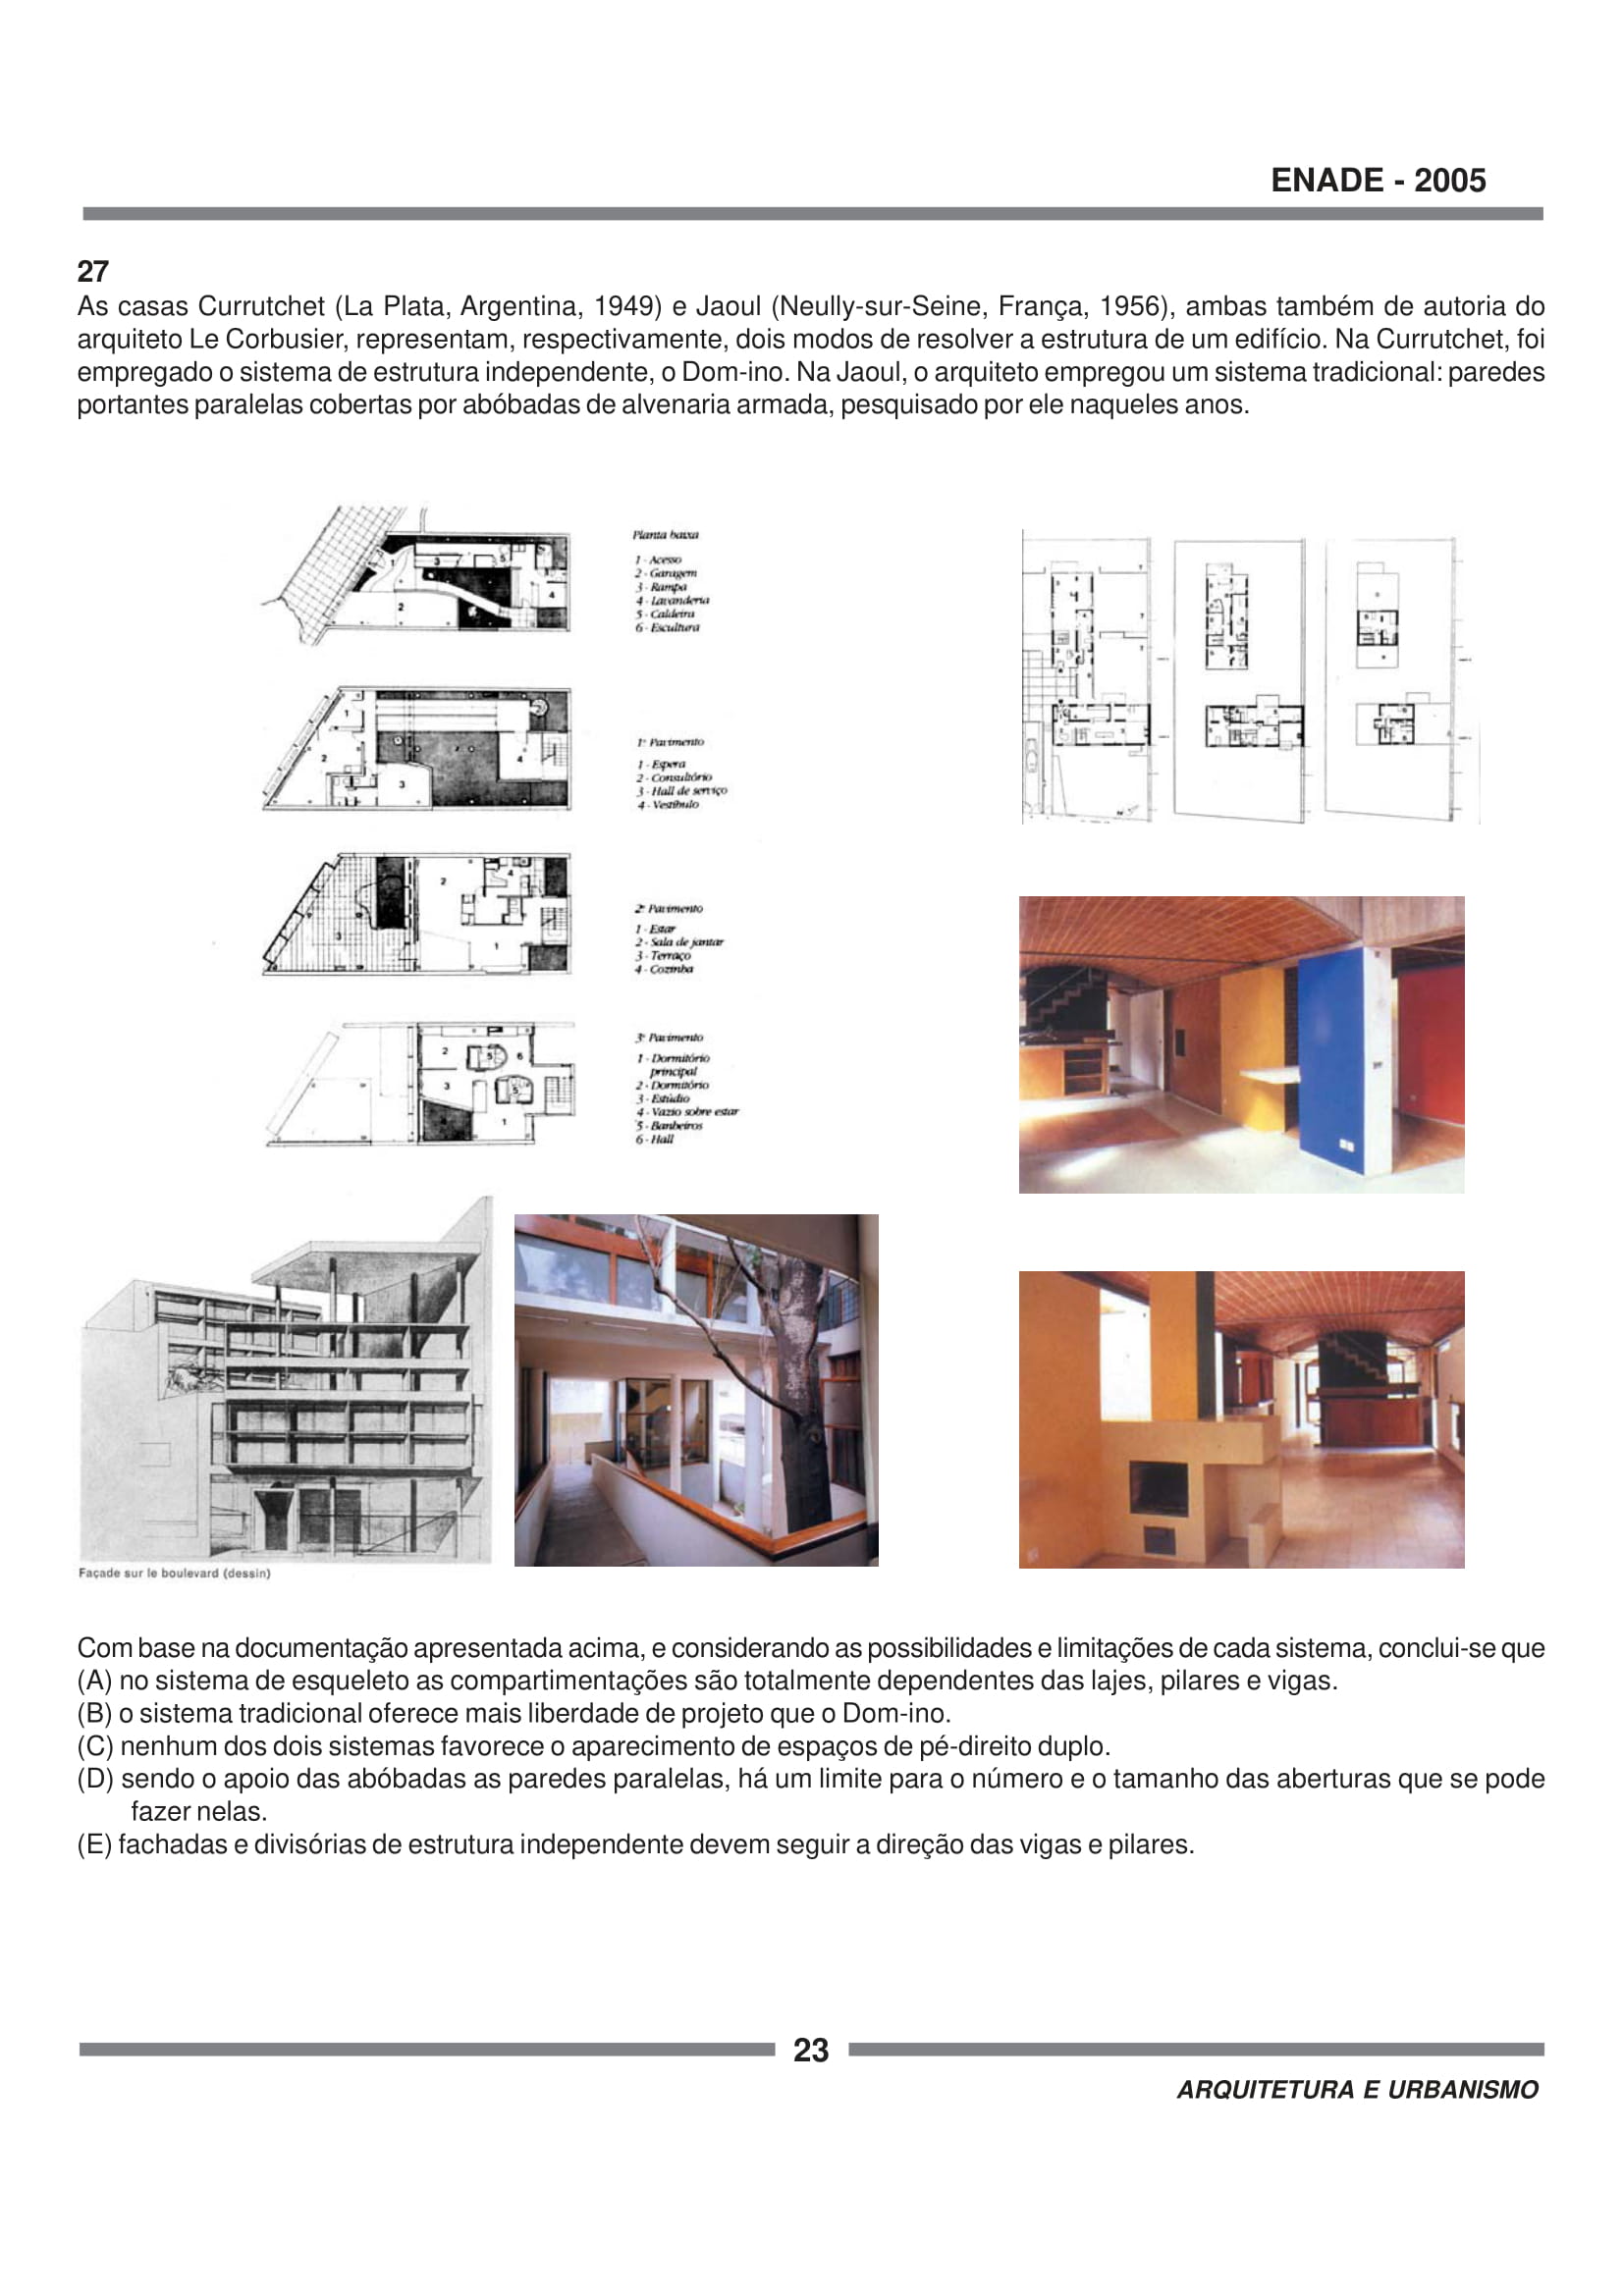 ENADE - 2005
27
As casas Currutchet (La Plata, Argentina, 1949) e Jaoul (Neully-sur-Seine, França, 1956), ambas também de autoria do
arquiteto Le Corbusier, representam, respectivamente, dois modos de resolver a estrutura de um edifício. Na Currutchet, foi
empregado o sistema de estrutura independente, o Dom-ino. Na Jaoul, o arquiteto empregou um sistema tradicional: paredes
portantes paralelas cobertas por abóbadas de alvenaria armada, pesquisado por ele naqueles anos.
Planta baixa
1 - Acesso
2 - Garagem
3 - Rampa
4 - Lavanderia
5 - Caldeira
6 - Escultura
1º Pavimento
1 - Espera
2 - Consultório
3 - Hall de serviço
4 - Vestíbulo
2º Pavimento
1 - Estar
2 - Sala de jantar
3 - Terraço
4 - Cozinha
3º Pavimento
1 - Dormitório
principal
2 - Dormitório
3 - Estúdio
4 - Vazio sobre estar
5 - Banheiros
6 - Hall
Façade sur le boulevard (dessin)
Com base na documentação apresentada acima, e considerando as possibilidades e limitações de cada sistema, conclui-se que
(A) no sistema de esqueleto as compartimentações são totalmente dependentes das lajes, pilares e vigas.
(B) o sistema tradicional oferece mais liberdade de projeto que o Dom-ino.
(C) nenhum dos dois sistemas favorece o aparecimento de espaços de pé-direito duplo.
(D) sendo o apoio das abóbadas as paredes paralelas, há um limite para o número e o tamanho das aberturas que se pode
fazer nelas.
(E) fachadas e divisórias de estrutura independente devem seguir a direção das vigas e pilares.
23
ARQUITETURA E URBANISMO